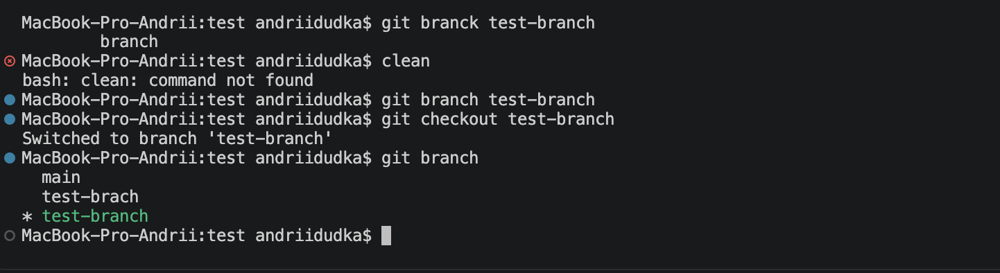 MacBook-Pro-Andrii:test andriidudka$ git branck test-branch
branch
MacBook-Pro-Andrii:test andriidudka$ clean
bash: clean: command not found
MacBook-Pro-Andrii:test andriidudka$ git branch test-branch
MacBook-Pro-Andrii:test andriidudka$ git checkout test-branch
Switched to branch 'test-branch'
MacBook-Pro-Andrii:test andriidudka$ git branch
main
test-brach
* test-branch
MacBook-Pro-Andrii:test andriidudka$